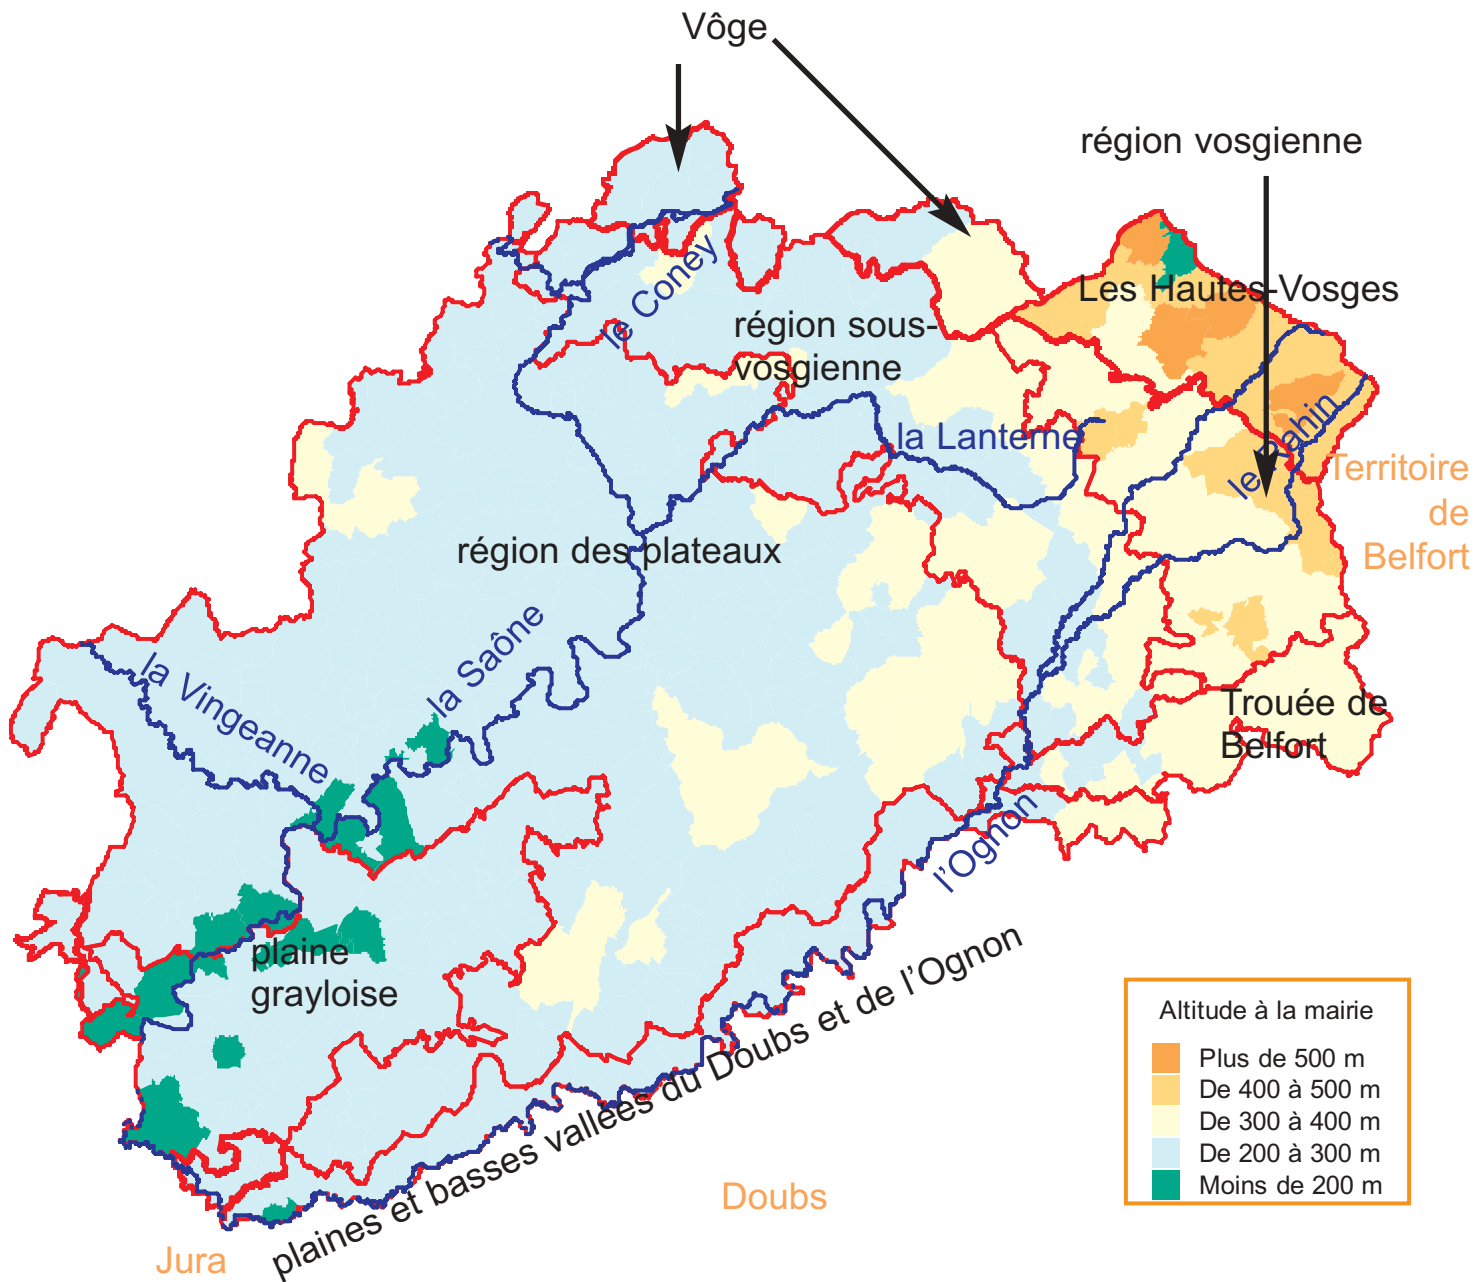 Vôge
région vosgienne
Les Hautes-Vosges
le Coney
région sous-
vosgienne
la Lanterne
le Rahin
Territoire
de
Belfort
région des plateaux
la Saône
la Vingeanne
Trouée de
Belfort
l'Ognon
plaine
grayloise
plaines et basses vallées du Doubs et de l'Ognon
Doubs
Jura
Altitude à la mairie
Plus de 500 m
De 400 à 500 m
De 300 à 400 m
De 200 à 300 m
Moins de 200 m